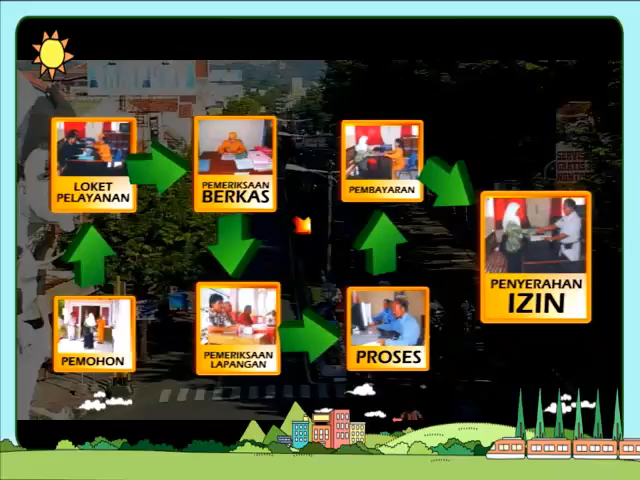 LOKET
PELAYANAN
PEMERIKSAAN
BERKAS
PEMBAYARAN
PENYERAHAN
IZIN
PEMOHON
PEMERIKSAAN
LAPANGAN
PROSES